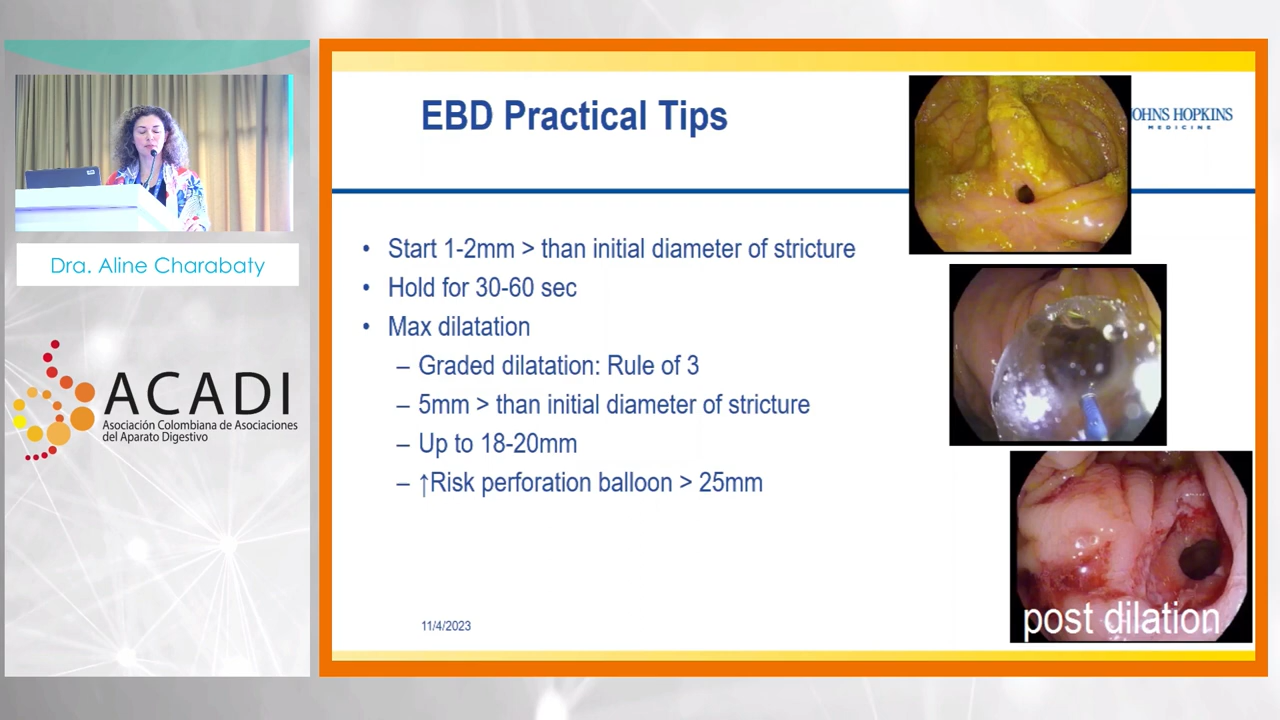 EBD Practical Tips
OHNS HOPKINS
MEDICINE
• Start 1-2mm > than initial diameter of stricture
• Hold for 30-60 sec
• Max dilatation
– Graded dilatation: Rule of 3
– 5mm > than initial diameter of stricture
– Up to 18-20mm
– ↑Risk perforation balloon > 25mm
post dilation
11/4/2023
Dra. Aline Charabaty
ACADI
Asociación Colombiana de Asociaciones
del Aparato Digestivo